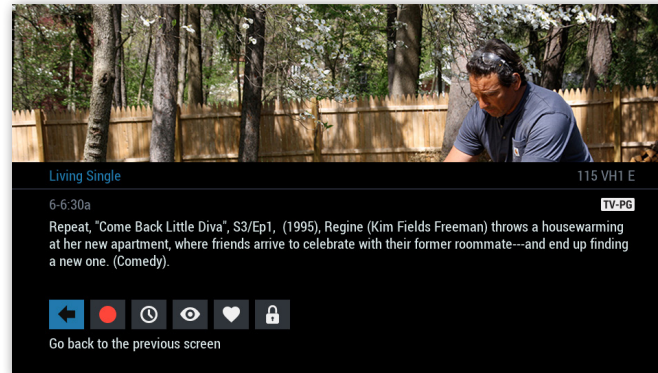 Living Single
115 VH1 E
6-6:30a
TV-PG
Repeat, "Come Back Little Diva", S3/Ep1,  (1995), Regine (Kim Fields Freeman) throws a housewarming
at her new apartment, where friends arrive to celebrate with their former roommate---and end up finding
a new one. (Comedy).
Go back to the previous screen